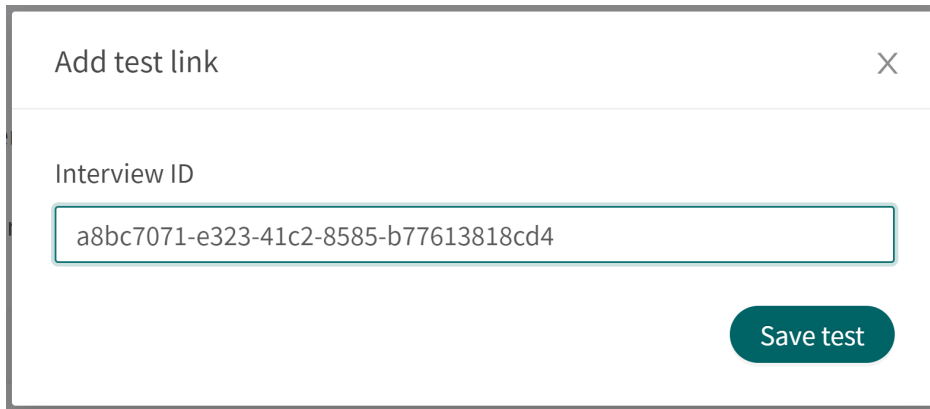 Add test link
Interview ID
a8bc7071-e323-41c2-8585-b77613818cd4
Save test